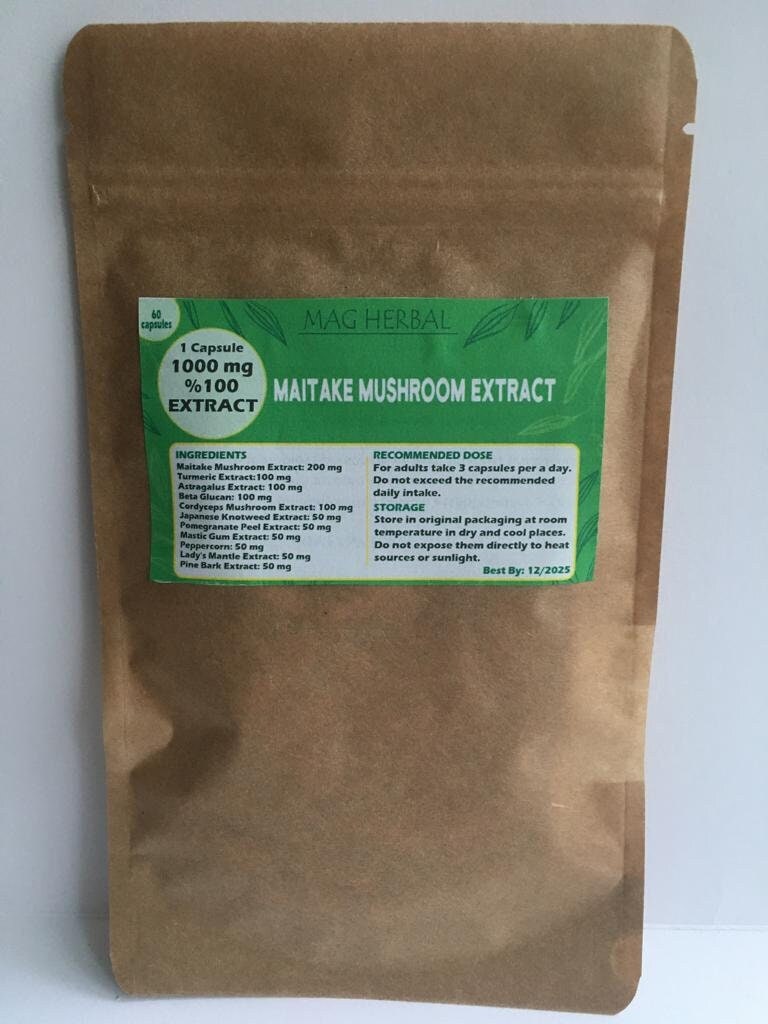 60
capsules
MAG HERBAL
1 Capsule
1000 mg
%100
EXTRACT
MAITAKE MUSHROOM EXTRACT
INGREDIENTS
Maitake Mushroom Extract: 200 mg
Turmeric Extract:100 mg
Astragalus Extract: 100 mg
Beta Glucan: 100 mg
Cordyceps Mushroom Extract: 100 mg
Japanese Knotweed Extract: 50 mg
Pomegranate Peel Extract: 50 mg
Mastic Gum Extract: 50 mg
Peppercorn: 50 mg
Lady's Mantle Extract: 50 mg
Pine Bark Extract: 50 mg
RECOMMENDED DOSE
For adults take 3 capsules per a day.
Do not exceed the recommended
daily intake.
STORAGE
Store in original packaging at room
temperature in dry and cool places.
Do not expose them directly to heat
sources or sunlight.
Best By: 12/2025